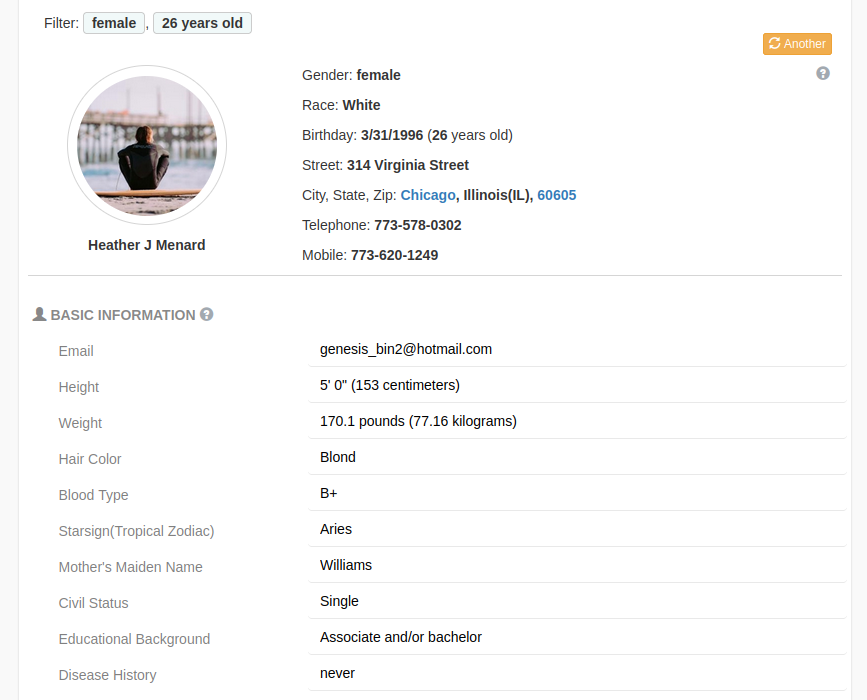 Filter: female , 26 years old
Another
Gender: female
Race: White
Birthday: 3/31/1996 (26 years old)
Street: 314 Virginia Street
City, State, Zip: Chicago, Illinois(IL), 60605
Telephone: 773-578-0302
Mobile: 773-620-1249
Heather J Menard
BASIC INFORMATION
Email genesis_bin2@hotmail.com
Height 5' 0" (153 centimeters)
Weight 170.1 pounds (77.16 kilograms)
Hair Color Blond
Blood Type B+
Starsign(Tropical Zodiac) Aries
Mother's Maiden Name Williams
Civil Status Single
Educational Background Associate and/or bachelor
Disease History never